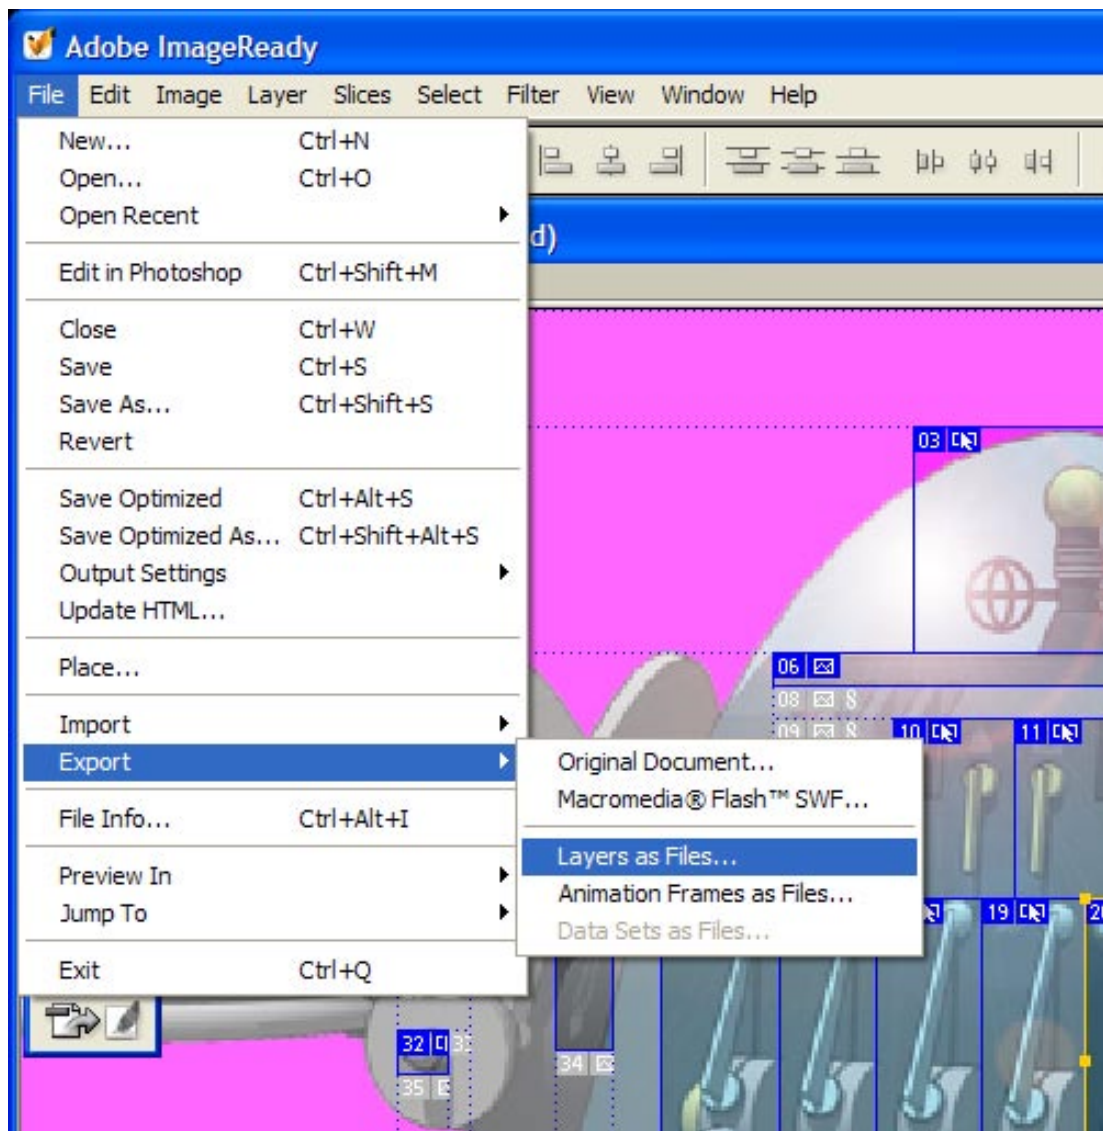 Adobe ImageReady
File Edit Image Layer Slices Select Filter View Window Help
New... Ctrl+N
Open... Ctrl+O
Open Recent
d)
Edit in Photoshop Ctrl+Shift+M
Close Ctrl+W
Save Ctrl+S
Save As... Ctrl+Shift+S
Revert
03
Save Optimized Ctrl+Alt+S
Save Optimized As... Ctrl+Shift+Alt+S
Output Settings
Update HTML...
Place...
06
08
Import
09 10 11
Export
Original Document...
Macromedia® Flash™ SWF...
File Info... Ctrl+Alt+I
Layers as Files...
Preview In
Animation Frames as Files...
Jump To
19
Data Sets as Files...
Exit Ctrl+Q
32
34
35